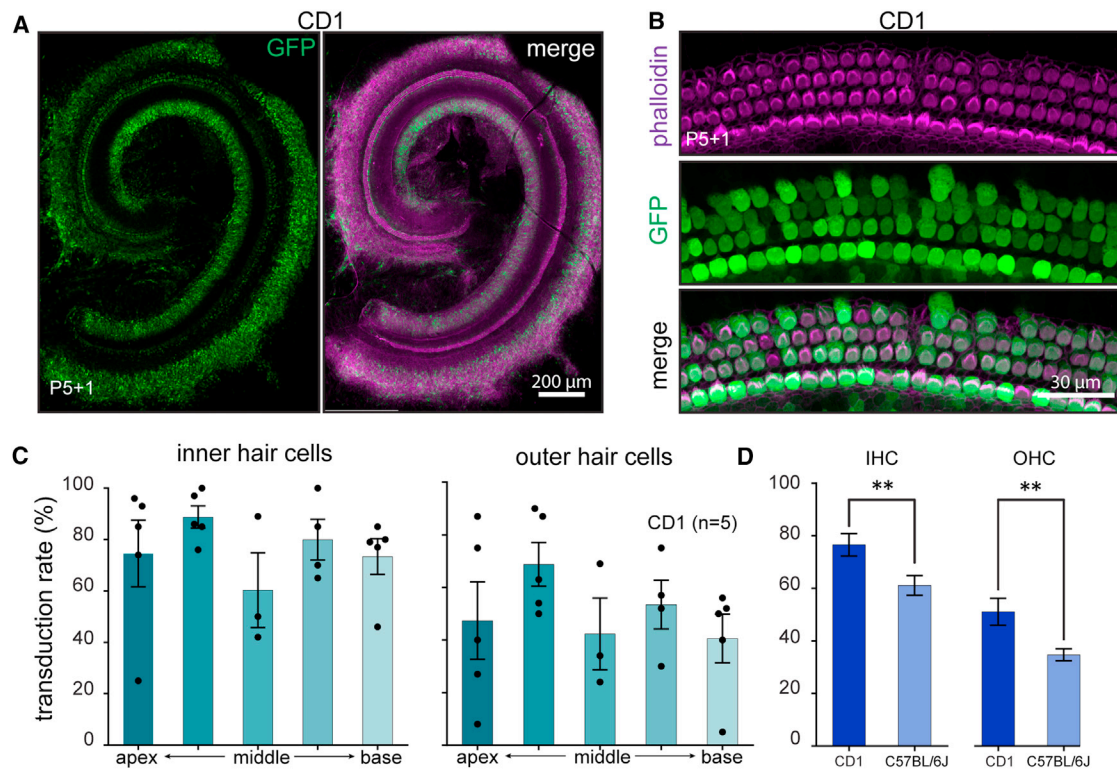 A
CD1
GFP
merge
P5+1
200 µm
B
CD1
phalloidin
P5+1
GFP
merge
30 µm
C
inner hair cells
outer hair cells
transduction rate (%)
100
80
60
40
20
0
CD1 (n=5)
apex
middle
base
apex
middle
base
D
IHC
OHC
**
**
80
60
40
20
0
CD1
C57BL/6J
CD1
C57BL/6J